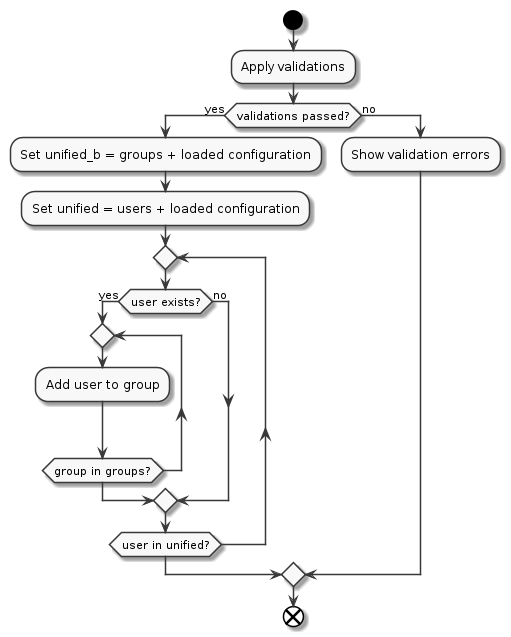 Apply validations
yes
validations passed?
no
Set unified_b = groups + loaded configuration
Show validation errors
Set unified = users + loaded configuration
yes
user exists?
no
Add user to group
group in groups?
user in unified?